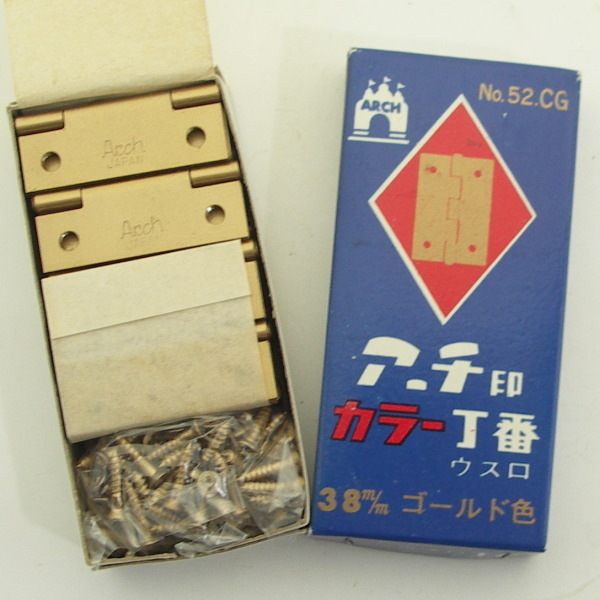 Arch
JAPAN
Arch
JAPAN
ARCH
No.52.CG
アーチ印
カラー丁番
ウスロ
38m/m ゴールド色